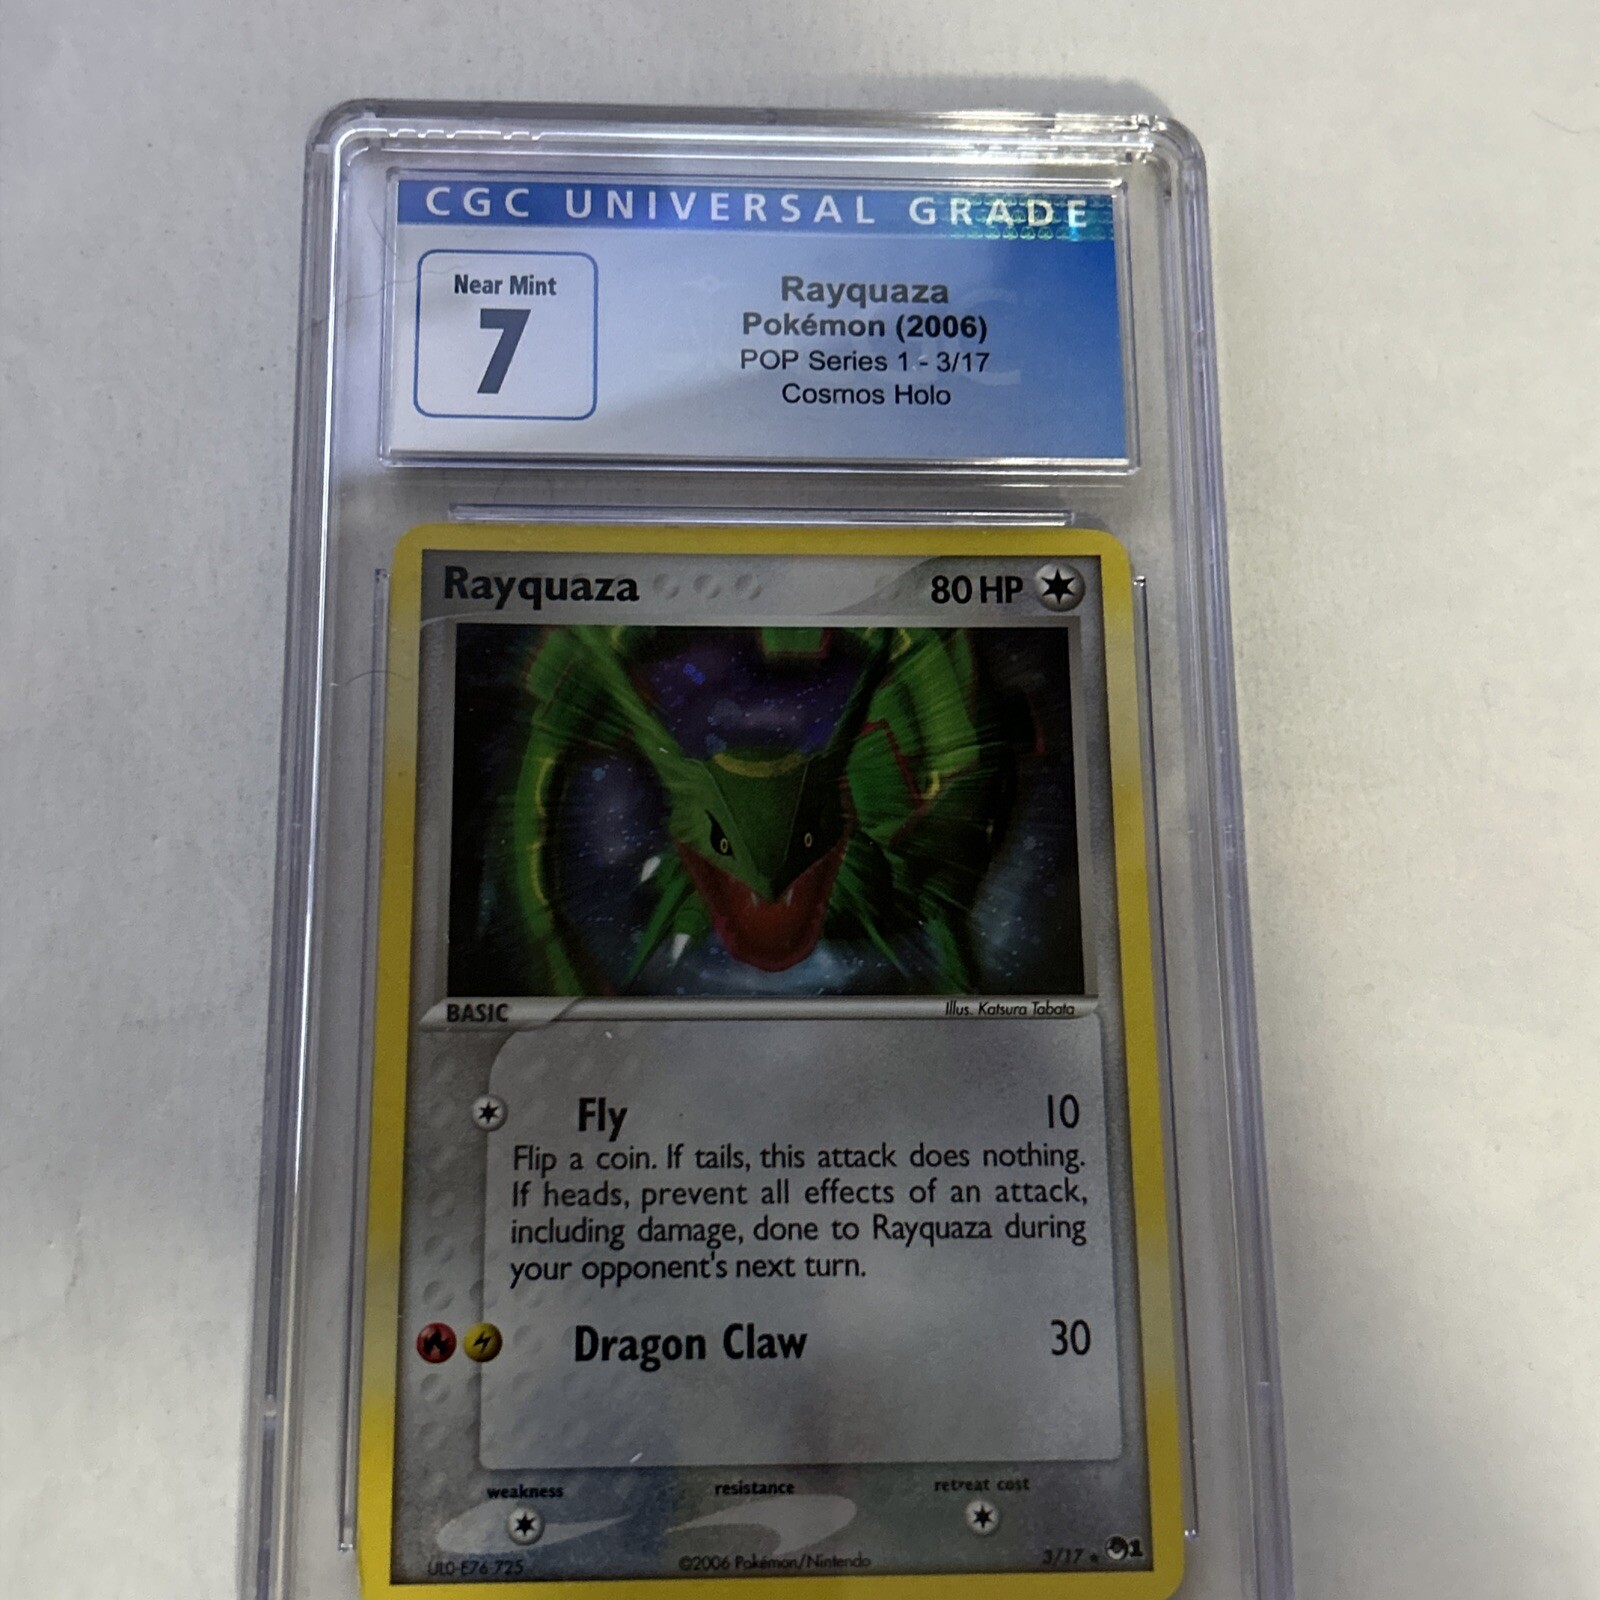 CGC UNIVERSAL GRADE
Near Mint
7
Rayquaza
Pokémon (2006)
POP Series 1 - 3/17
Cosmos Holo
Rayquaza 80 HP
BASIC Illus. Katsura Tabata
Fly 10
Flip a coin. If tails, this attack does nothing.
If heads, prevent all effects of an attack,
including damage, done to Rayquaza during
your opponent's next turn.
Dragon Claw 30
weakness resistance retreat cost
©2006 Pokémon/Nintendo 3/17 ★ 1